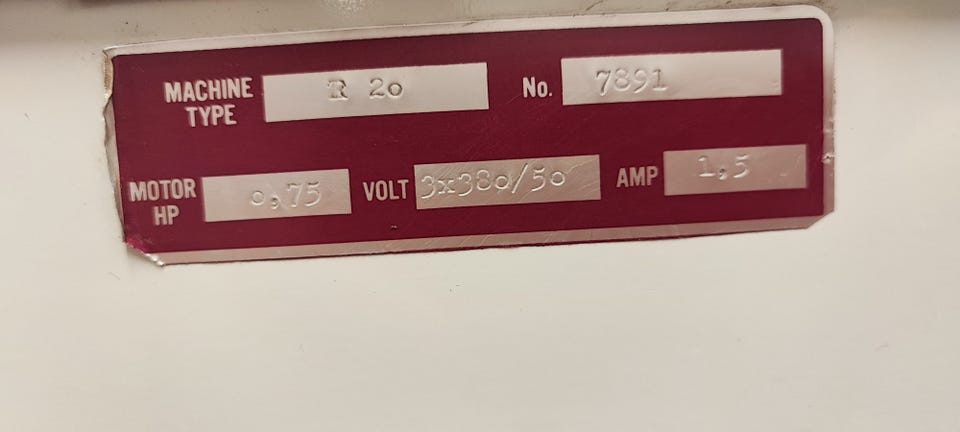 MACHINE TYPE R 20 No. 7891
MOTOR HP 0,75 VOLT 3x380/50 AMP 1,5